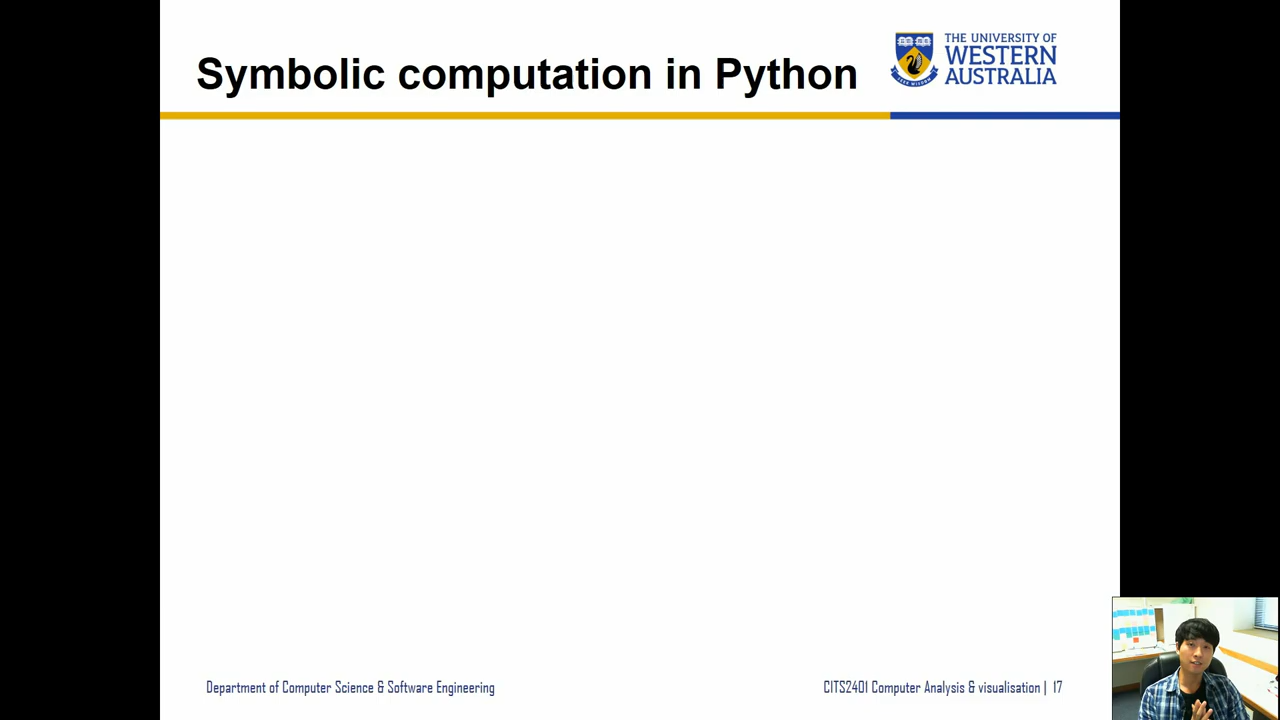 Symbolic computation in Python
THE UNIVERSITY OF
WESTERN
AUSTRALIA
Department of Computer Science & Software Engineering
CITS2401 Computer Analysis & visualisation | 17